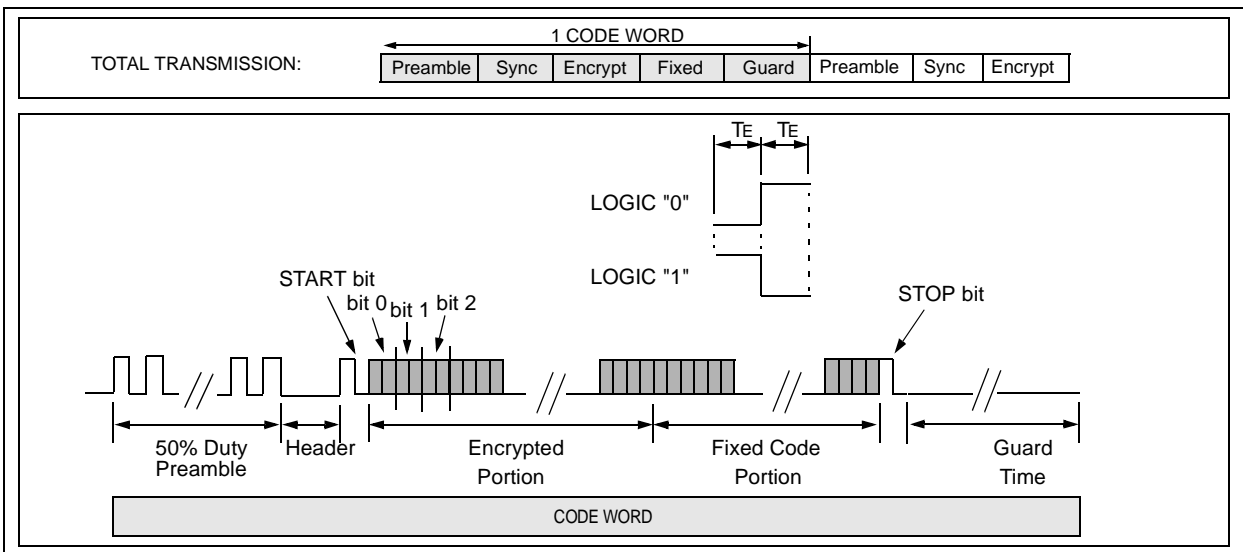 1 CODE WORD
TOTAL TRANSMISSION:
Preamble Sync Encrypt Fixed Guard Preamble Sync Encrypt
TE TE
LOGIC "0"
LOGIC "1"
START bit
bit 0 bit 1 bit 2
STOP bit
50% Duty Preamble
Header
Encrypted Portion
Fixed Code Portion
Guard Time
CODE WORD